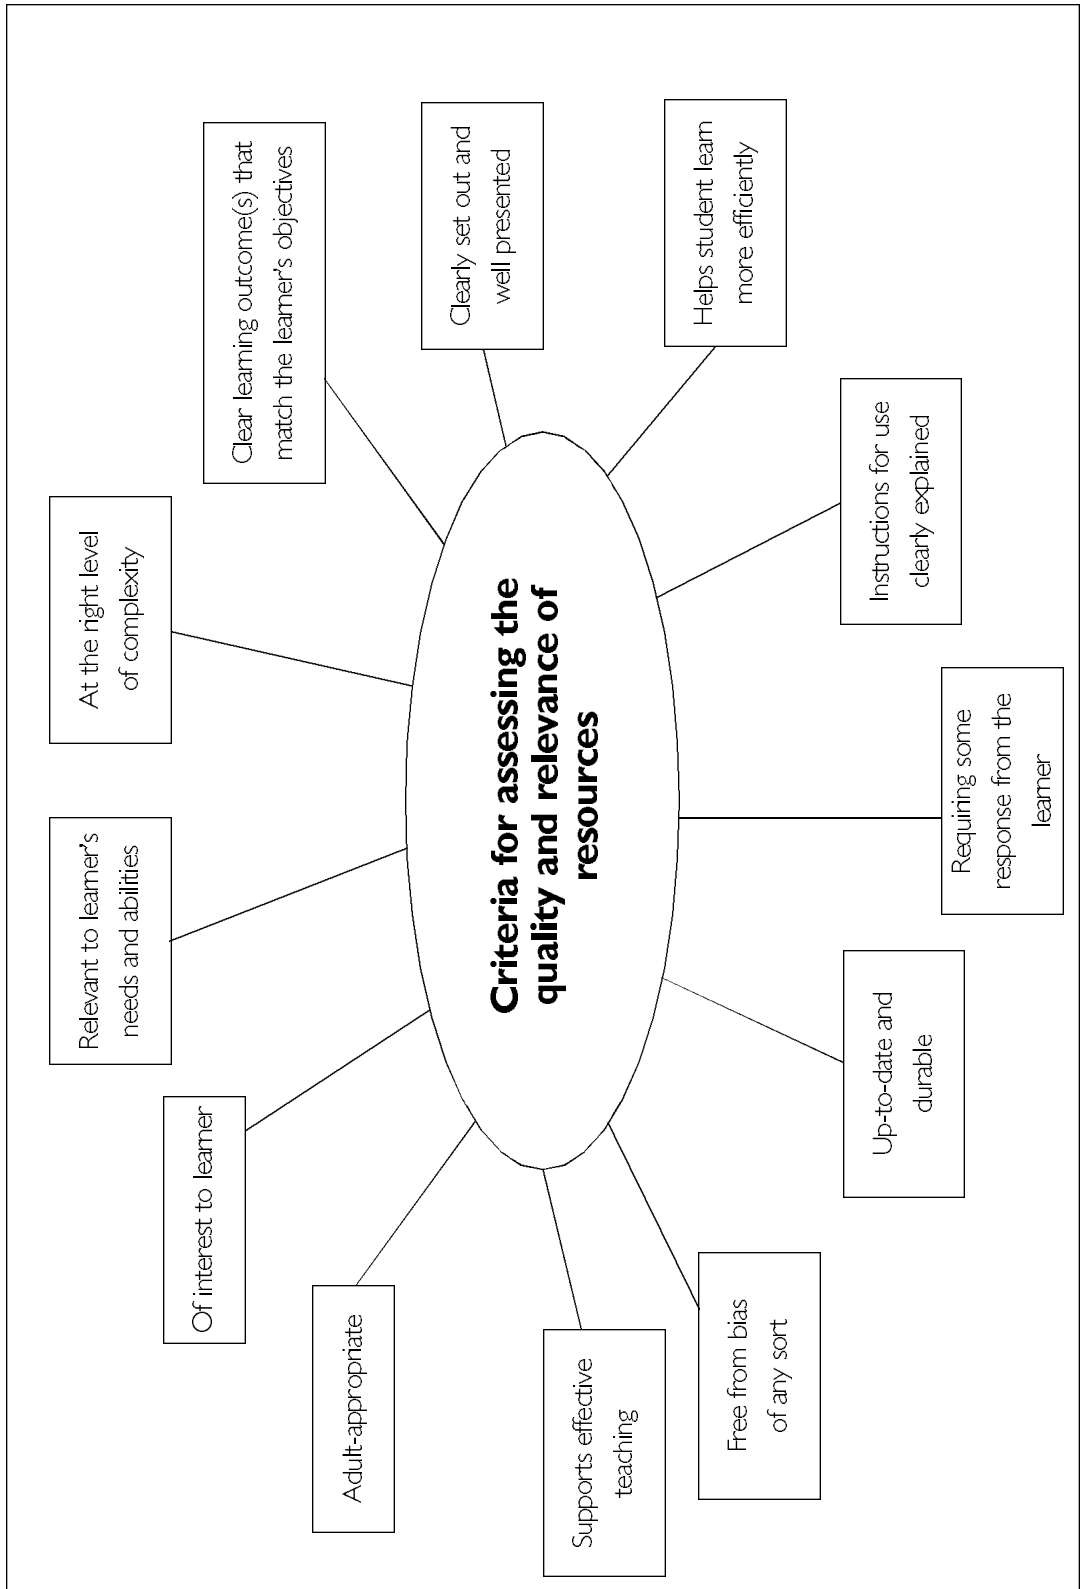 Criteria for assessing the
quality and relevance of
resources
Adult-appropriate
Of interest to learner
Relevant to learner's
needs and abilities
At the right level
of complexity
Clear learning outcome(s) that
match the learner's objectives
Clearly set out and
well presented
Helps student learn
more efficiently
Instructions for use
clearly explained
Requiring some
response from the
learner
Up-to-date and
durable
Free from bias
of any sort
Supports effective
teaching